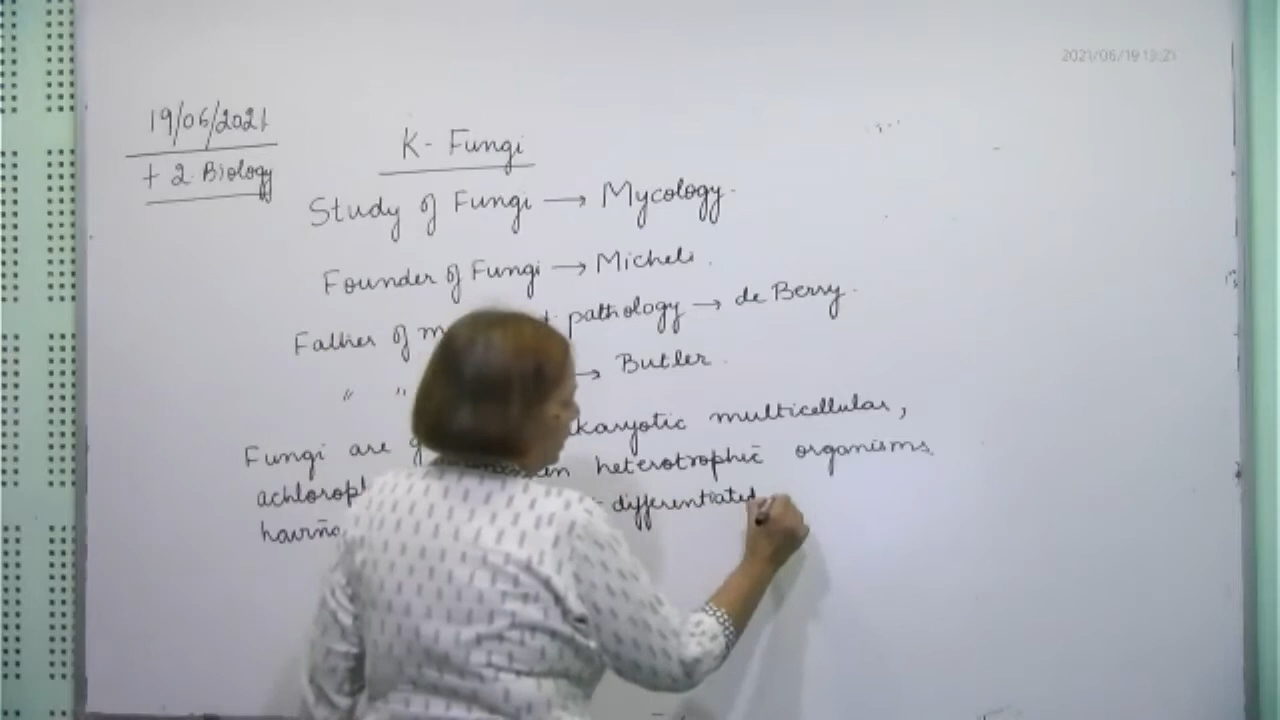 2021/06/19 13:21
19/06/2021
+ 2 Biology
K- Fungi
Study of Fungi → Mycology.
Founder of Fungi → Micheli.
Father of pathology → de Berry.
" " → Butler.
Fungi are multicellular,
heterotrophic organisms
differentiated